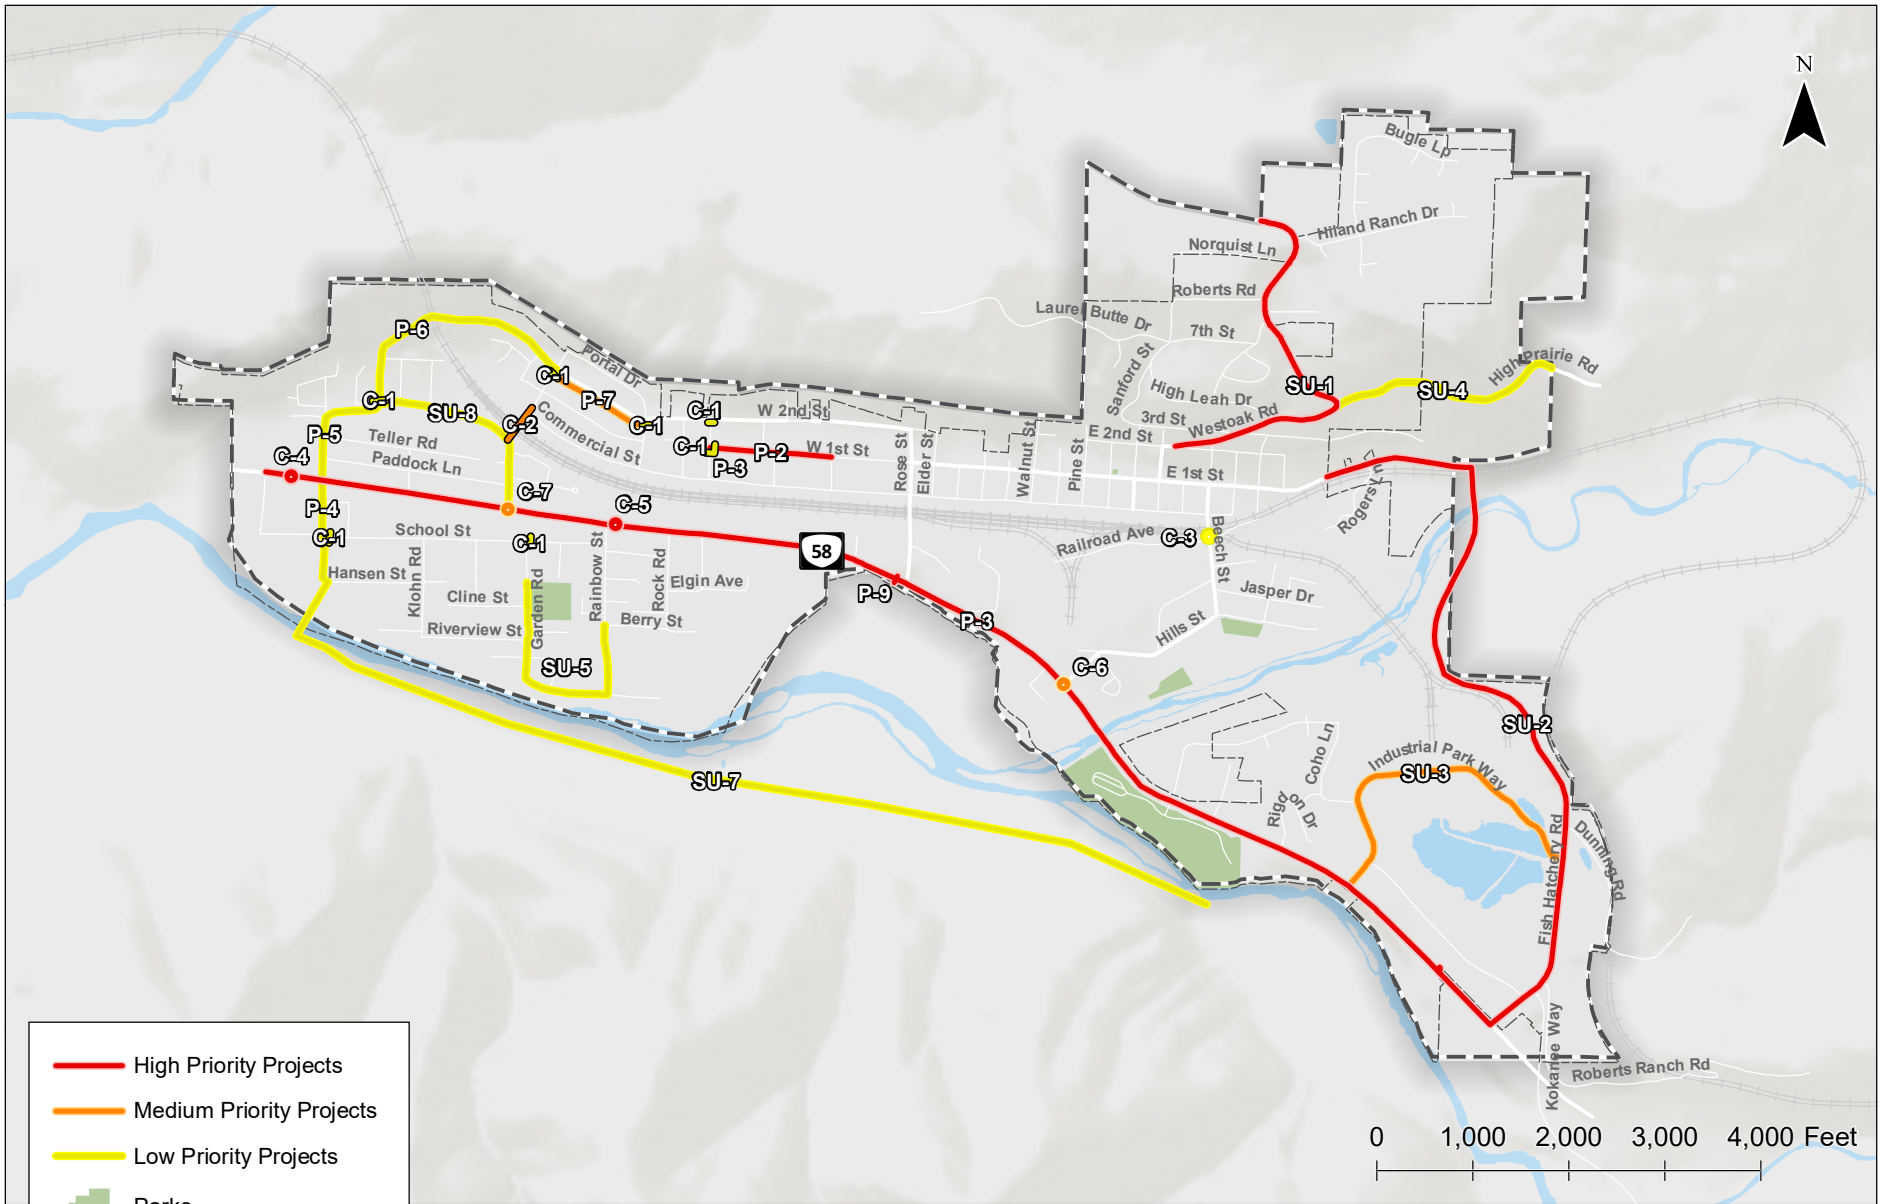 N
Bugle Lp
Hiland Ranch Dr
Norquist Ln
Roberts Rd
Laurel Butte Dr
7th St
Sanford St
High Prairie Rd
High Leah Dr
SU-1
SU-4
3rd St
Westoak Rd
E 2nd St
E 1st St
P-6
Portal Dr
C-1
P-7
C-1
C-1
SU-8
C-2
C-1
W 2nd St
P-5
Teller Rd
Commercial St
C-1
P-2
W 1st St
Rose St
Elder St
Walnut St
Pine St
C-4
Paddock Ln
P-3
C-7
C-5
Rogers Ln
P-4
School St
C-1
C-1
58
Railroad Ave
C-3
Beech St
Hansen St
Klohn Rd
Cline St
Garden Rd
Rainbow St
Rock Rd
Elgin Ave
P-9
Jasper Dr
Riverview St
Berry St
P-3
Hills St
SU-5
C-6
SU-7
SU-2
Coho Ln
Industrial Park Way
SU-3
Rigdon Dr
Fish Hatchery Rd
Dunning Rd
Kokanee Way
Roberts Ranch Rd
High Priority Projects
Medium Priority Projects
Low Priority Projects
Parks
0 1,000 2,000 3,000 4,000 Feet